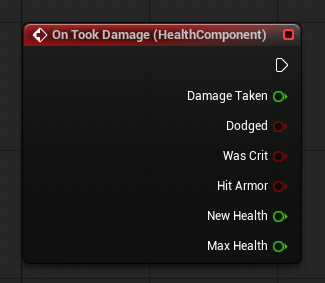 On Took Damage (HealthComponent)
Damage Taken
Dodged
Was Crit
Hit Armor
New Health
Max Health